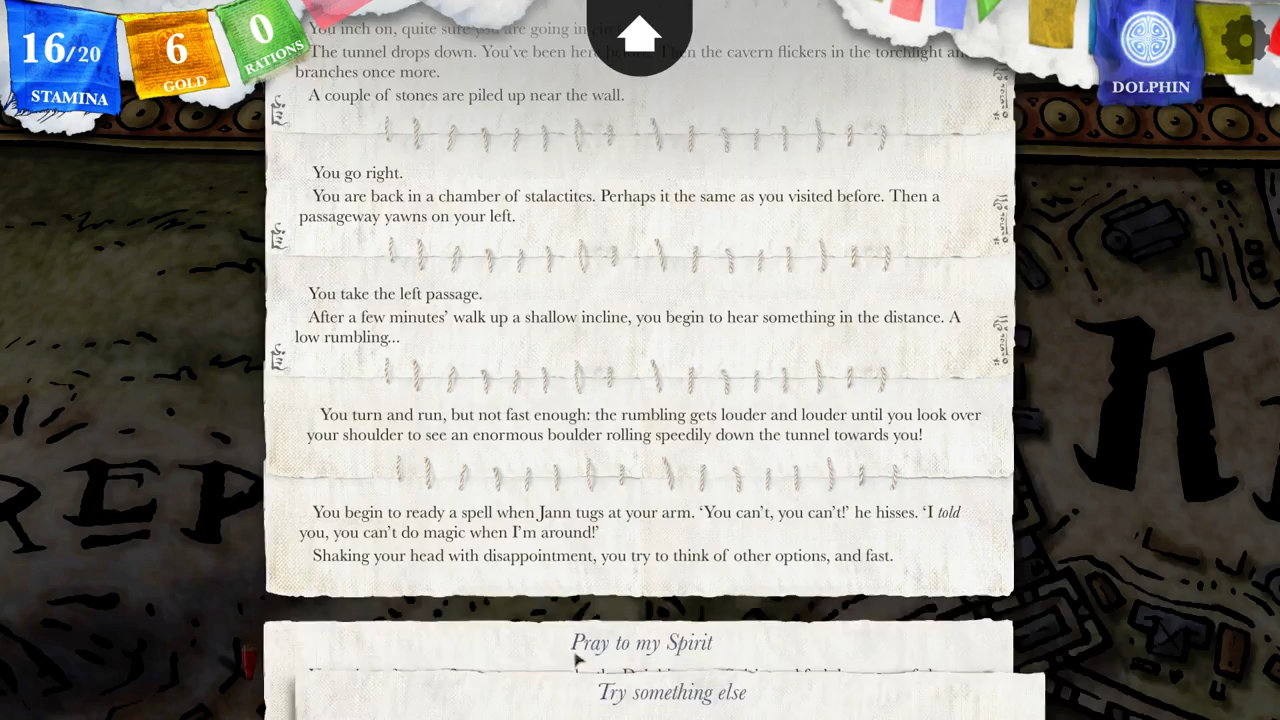 16/20
STAMINA
6
GOLD
0
RATIONS
DOLPHIN
You inch on, quite sure you are going in
The tunnel drops down. You've been here Then the cavern flickers in the torchlight an
branches once more.
A couple of stones are piled up near the wall.
You go right.
You are back in a chamber of stalactites. Perhaps it the same as you visited before. Then a
passageway yawns on your left.
You take the left passage.
After a few minutes' walk up a shallow incline, you begin to hear something in the distance. A
low rumbling...
You turn and run, but not fast enough: the rumbling gets louder and louder until you look over
your shoulder to see an enormous boulder rolling speedily down the tunnel towards you!
You begin to ready a spell when Jann tugs at your arm. 'You can't, you can't!' he hisses. 'I told
you, you can't do magic when I'm around!'
Shaking your head with disappointment, you try to think of other options, and fast.
Pray to my Spirit
Try something else
REP